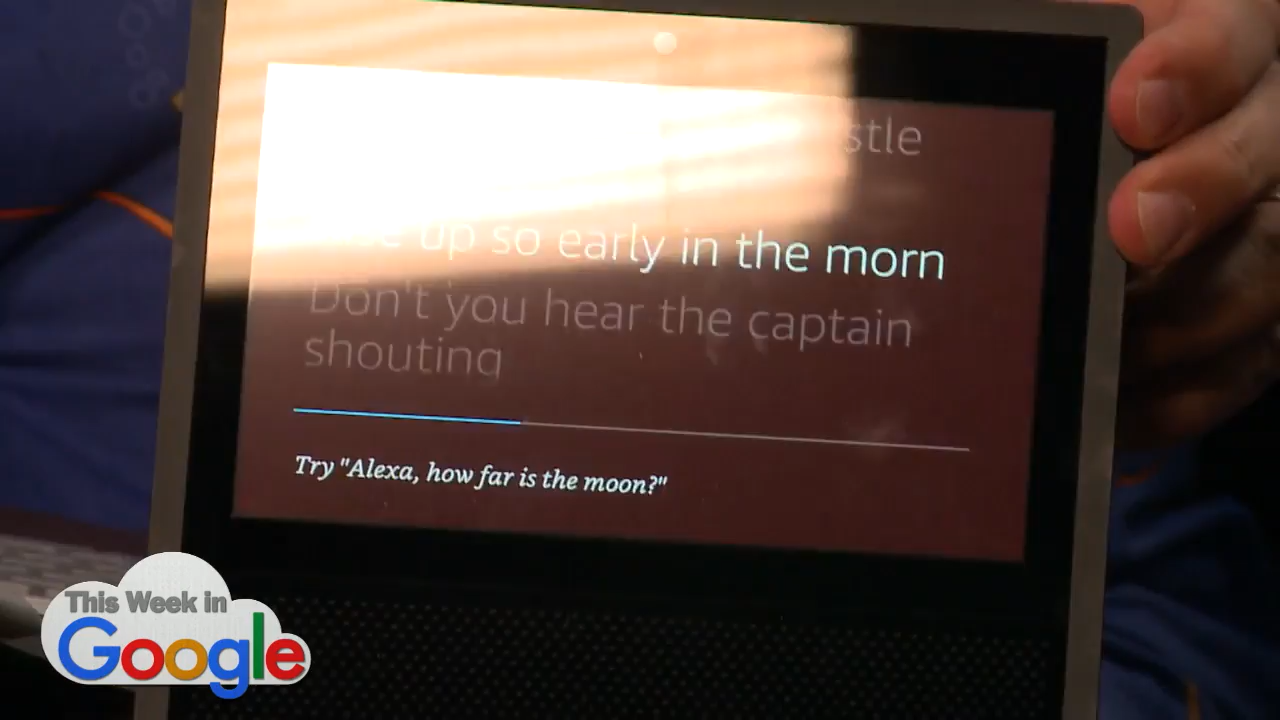 stle
up so early in the morn
Don't you hear the captain
shouting
Try "Alexa, how far is the moon?"
This Week in
Google